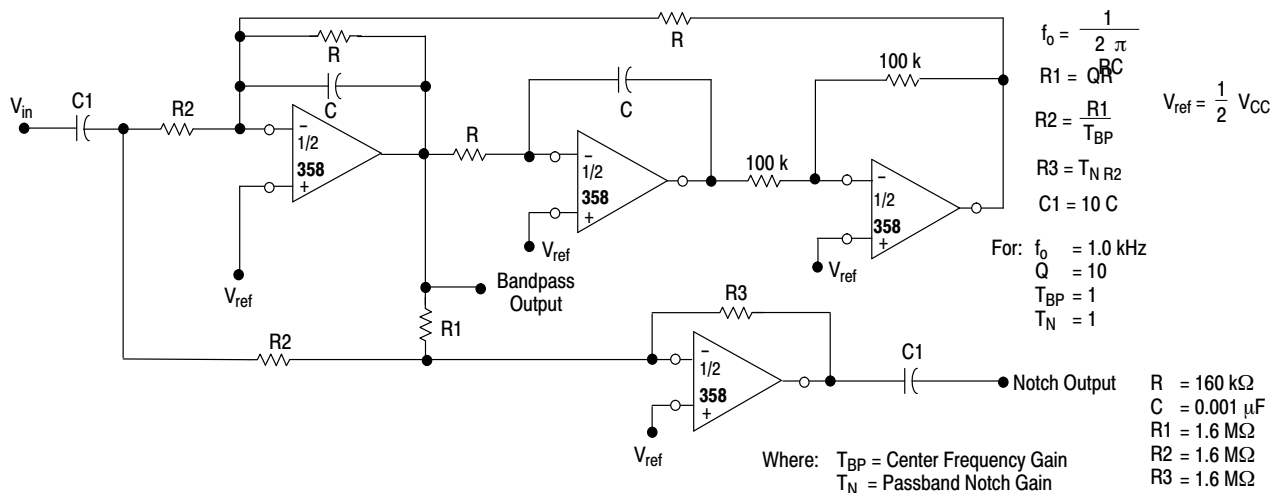 R
R
C
V_in
C1
R2
–
1/2
358
+
V_ref
R
C
–
1/2
358
+
V_ref
100 k
100 k
–
1/2
358
+
V_ref
Bandpass
Output
R1
R2
R3
–
1/2
358
+
V_ref
C1
Notch Output
f_o = 1 / 2 π RC
R1 = QR
R2 = R1 / T_BP
R3 = T_N R2
C1 = 10 C
V_ref = 1/2 V_CC
For: f_o = 1.0 kHz
Q = 10
T_BP = 1
T_N = 1
R = 160 kΩ
C = 0.001 μF
R1 = 1.6 MΩ
R2 = 1.6 MΩ
R3 = 1.6 MΩ
Where: T_BP = Center Frequency Gain
T_N = Passband Notch Gain